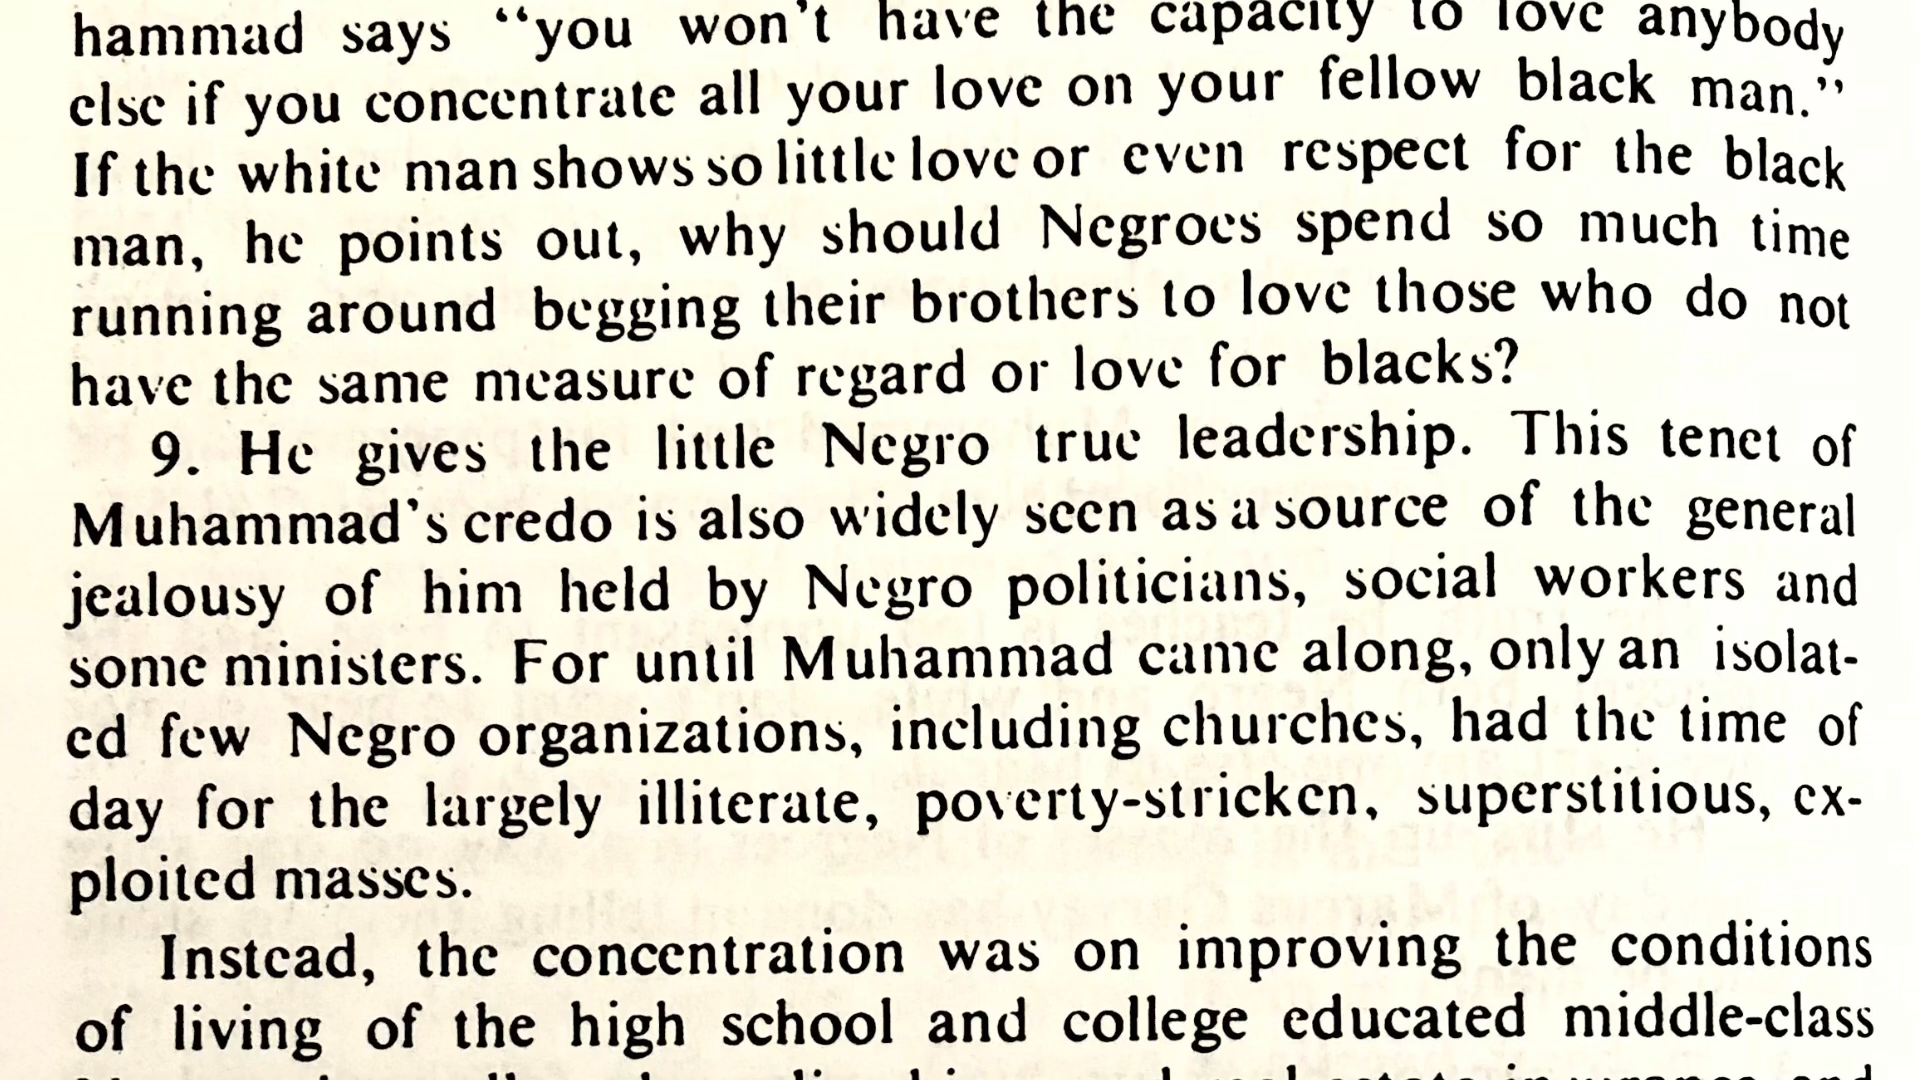 hammad says “you won't have the capacity to love anybody
else if you concentrate all your love on your fellow black man.”
If the white man shows so little love or even respect for the black
man, he points out, why should Negroes spend so much time
running around begging their brothers to love those who do not
have the same measure of regard or love for blacks?
9. He gives the little Negro true leadership. This tenet of
Muhammad's credo is also widely seen as a source of the general
jealousy of him held by Negro politicians, social workers and
some ministers. For until Muhammad came along, only an isolat-
ed few Negro organizations, including churches, had the time of
day for the largely illiterate, poverty-stricken, superstitious, ex-
ploited masses.
Instead, the concentration was on improving the conditions
of living of the high school and college educated middle-class